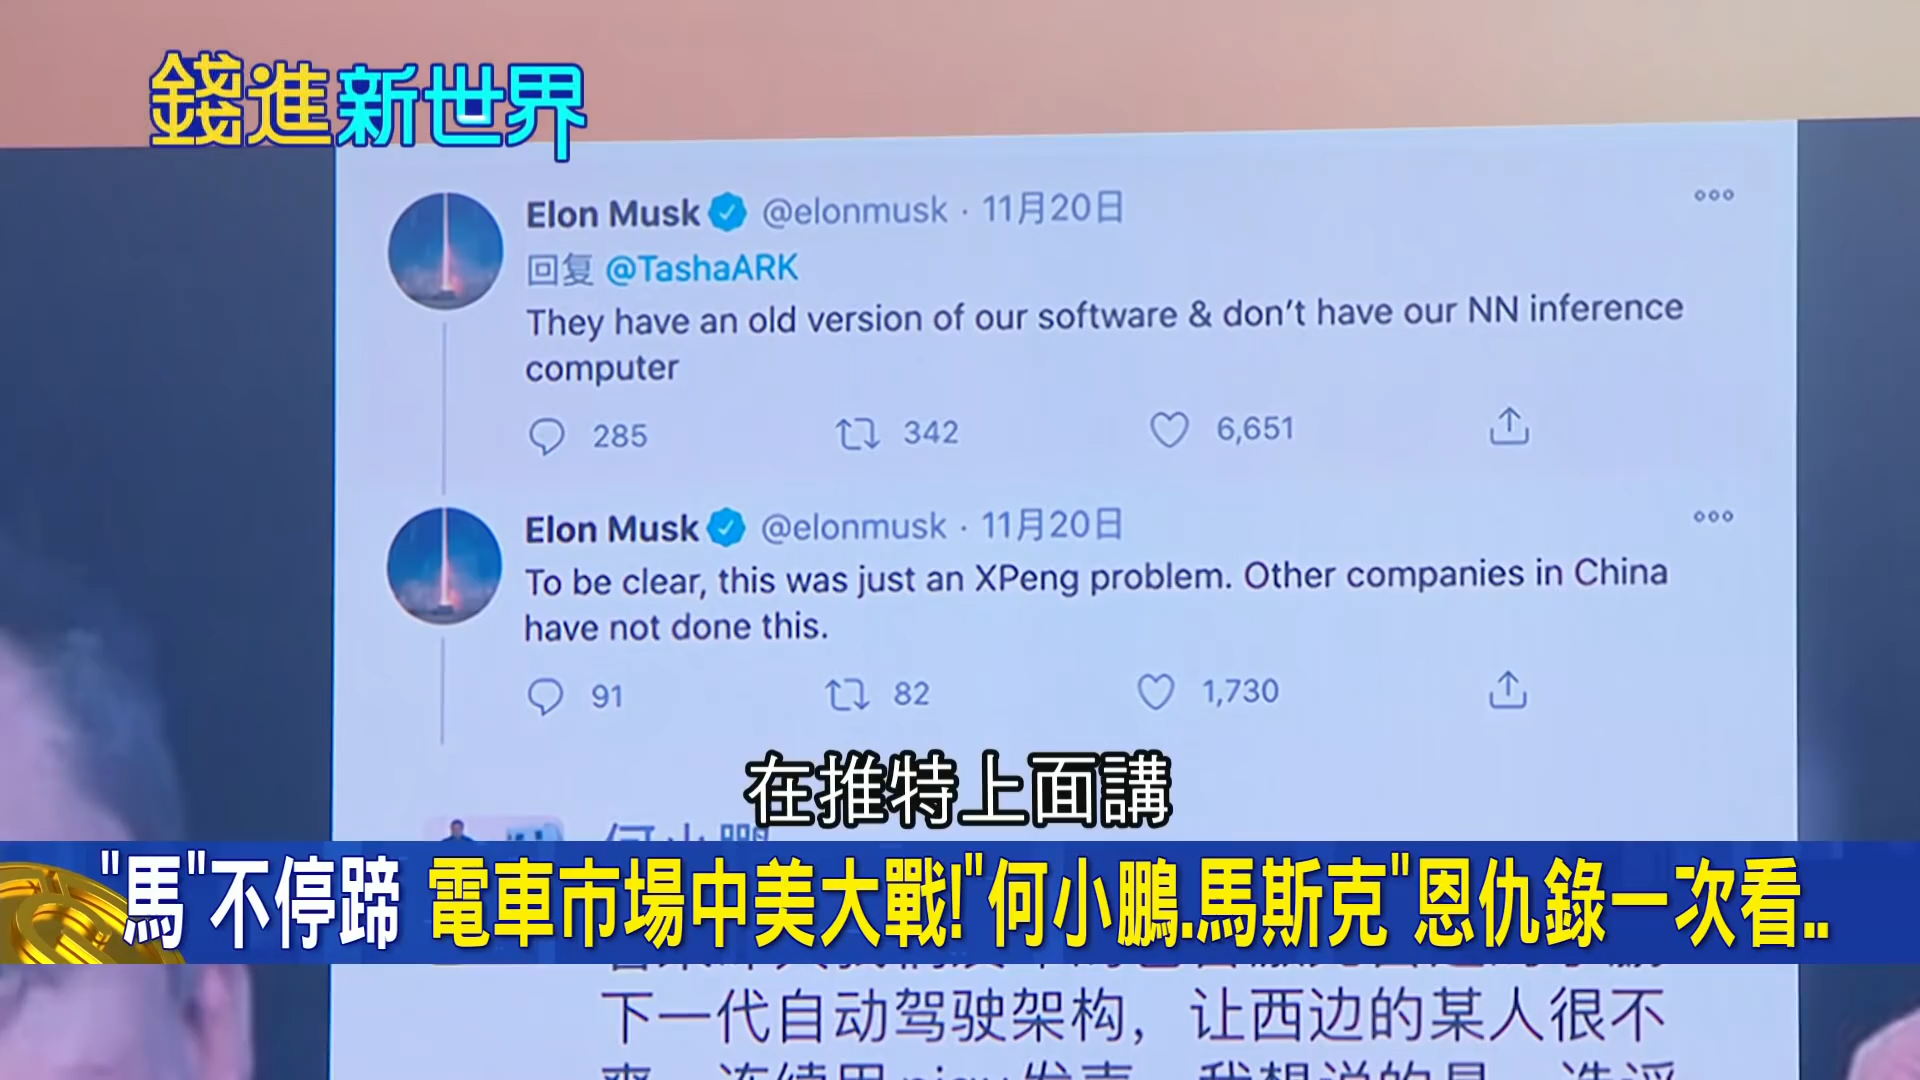 錢進新世界
Elon Musk @elonmusk · 11月20日
回复 @TashaARK
They have an old version of our software & don't have our NN inference
computer
285 342 6,651
Elon Musk @elonmusk · 11月20日
To be clear, this was just an XPeng problem. Other companies in China
have not done this.
91 82 1,730
在推特上面講
"馬"不停蹄 電車市場中美大戰!"何小鵬.馬斯克"恩仇錄一次看..
下一代自动驾驶架构，让西边的某人很不